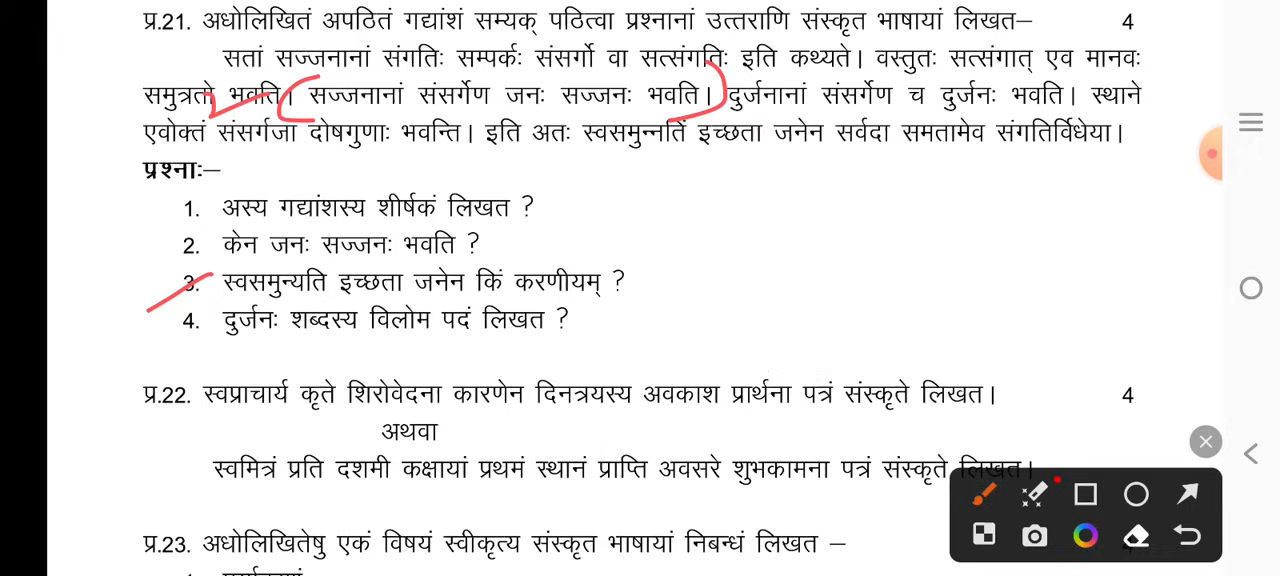 प्र.21. अधोलिखितं अपठितं गद्यांशं सम्यक् पठित्वा प्रश्नानां उत्तराणि संस्कृत भाषायां लिखत– 4
सतां सज्जनानां संगतिः सम्पर्कः संसर्गो वा सत्संगतिः इति कथ्यते। वस्तुतः सत्संगात् एव मानवः
समुत्रतो भवति। सज्जनानां संसर्गेण जनः सज्जनः भवति। दुर्जनानां संसर्गेण च दुर्जनः भवति। स्थाने
एवोक्तं संसर्गजा दोषगुणाः भवन्ति। इति अतः स्वसमुन्नतिं इच्छता जनेन सर्वदा समतामेव संगतिर्विधेया।
प्रश्नाः–
1. अस्य गद्यांशस्य शीर्षकं लिखत ?
2. केन जनः सज्जनः भवति ?
3. स्वसमुन्यति इच्छता जनेन किं करणीयम् ?
4. दुर्जनः शब्दस्य विलोम पदं लिखत ?
प्र.22. स्वप्राचार्य कृते शिरोवेदना कारणेन दिनत्रयस्य अवकाश प्रार्थना पत्रं संस्कृते लिखत। 4
अथवा
स्वमित्रं प्रति दशमी कक्षायां प्रथमं स्थानं प्राप्ति अवसरे शुभकामना पत्रं संस्कृते लिखत।
प्र.23. अधोलिखितेषु एकं विषयं स्वीकृत्य संस्कृत भाषायां निबन्धं लिखत –